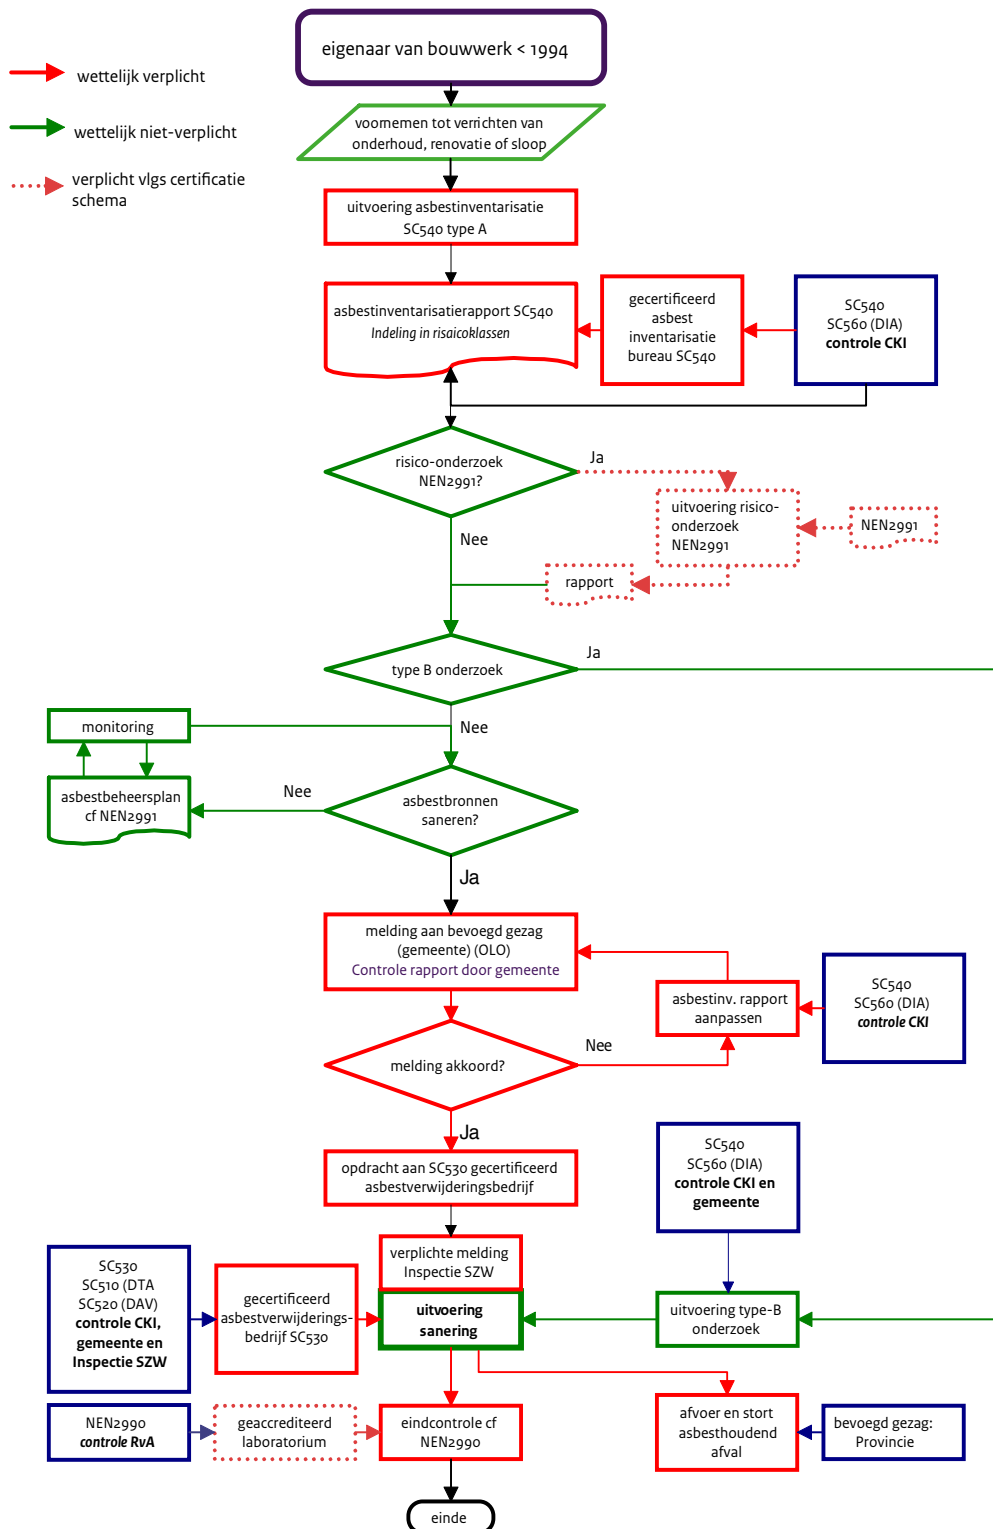 eigenaar van bouwwerk < 1994
wettelijk verplicht
wettelijk niet-verplicht
verplicht vlgs certificatie
schema
voornemen tot verrichten van
onderhoud, renovatie of sloop
uitvoering asbestinventarisatie
SC540 type A
asbestinventarisatierapport SC540
Indeling in risaicoklassen
gecertificeerd
asbest
inventarisatie
bureau SC540
SC540
SC560 (DIA)
controle CKI
risico-onderzoek
NEN2991?
Ja
Nee
uitvoering risico-
onderzoek
NEN2991
NEN2991
rapport
type B onderzoek
Ja
Nee
monitoring
asbestbeheersplan
cf NEN2991
Nee
asbestbronnen
saneren?
Ja
melding aan bevoegd gezag
(gemeente) (OLO)
Controle rapport door gemeente
asbestinv. rapport
aanpassen
SC540
SC560 (DIA)
controle CKI
melding akkoord?
Nee
Ja
opdracht aan SC530 gecertificeerd
asbestverwijderingsbedrijf
SC540
SC560 (DIA)
controle CKI en
gemeente
verplichte melding
Inspectie SZW
uitvoering
sanering
SC530
SC510 (DTA
SC520 (DAV)
controle CKI,
gemeente en
Inspectie SZW
gecertificeerd
asbestverwijderings-
bedrijf SC530
uitvoering type-B
onderzoek
NEN2990
controle RvA
geaccrediteerd
laboratorium
eindcontrole cf
NEN2990
afvoer en stort
asbesthoudend
afval
bevoegd gezag:
Provincie
einde